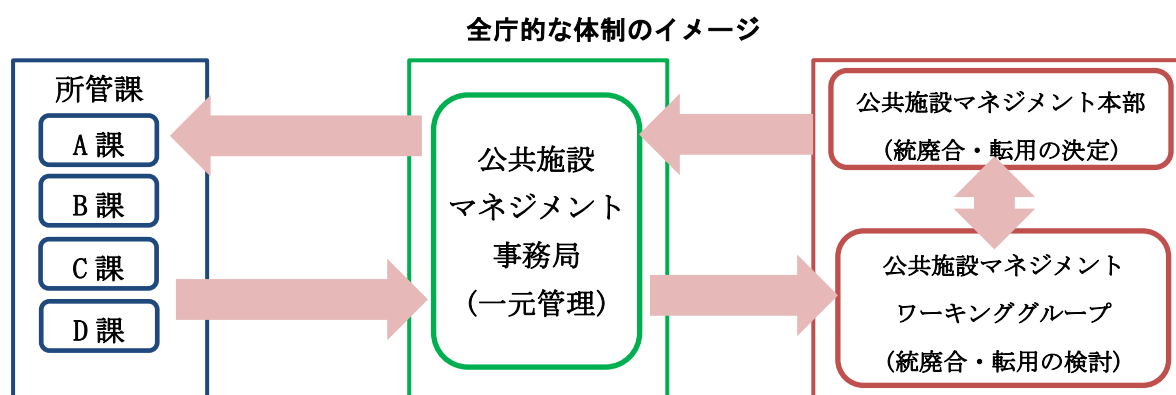 全庁的な体制のイメージ
所管課
A課
B課
C課
D課
公共施設
マネジメント
事務局
(一元管理)
公共施設マネジメント本部
(統廃合・転用の決定)
公共施設マネジメント
ワーキンググループ
(統廃合・転用の検討)